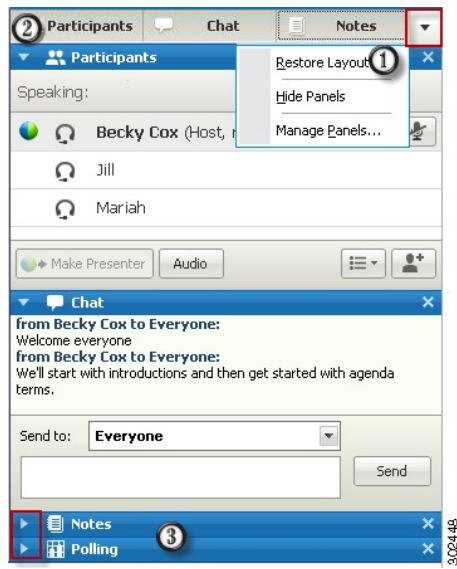 2 Participants Chat Notes
Participants
Restore Layout 1
Hide Panels
Manage Panels...
Speaking:
Becky Cox (Host,
Jill
Mariah
Make Presenter Audio
Chat
from Becky Cox to Everyone:
Welcome everyone
from Becky Cox to Everyone:
We'll start with introductions and then get started with agenda
terms.
Send to: Everyone
Send
Notes
3
Polling
302448